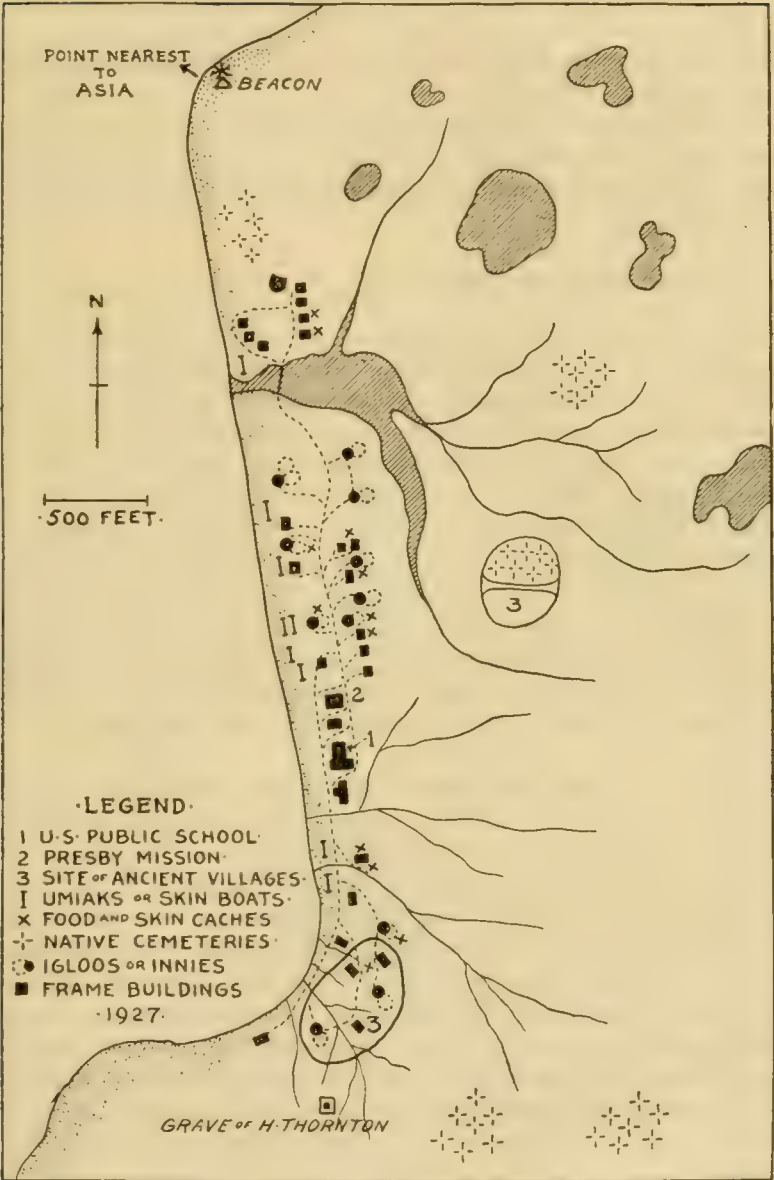 POINT NEAREST
TO
ASIA
BEACON
N
·500 FEET·
3
2
1
·LEGEND·
1 U·S· PUBLIC SCHOOL·
2 PRESBY MISSION·
3 SITE OF ANCIENT VILLAGES·
I UMIAKS OR SKIN BOATS·
x FOOD AND SKIN CACHES
NATIVE CEMETERIES·
IGLOOS OR INNIES
FRAME BUILDINGS
·1927·
3
GRAVE OF H·THORNTON